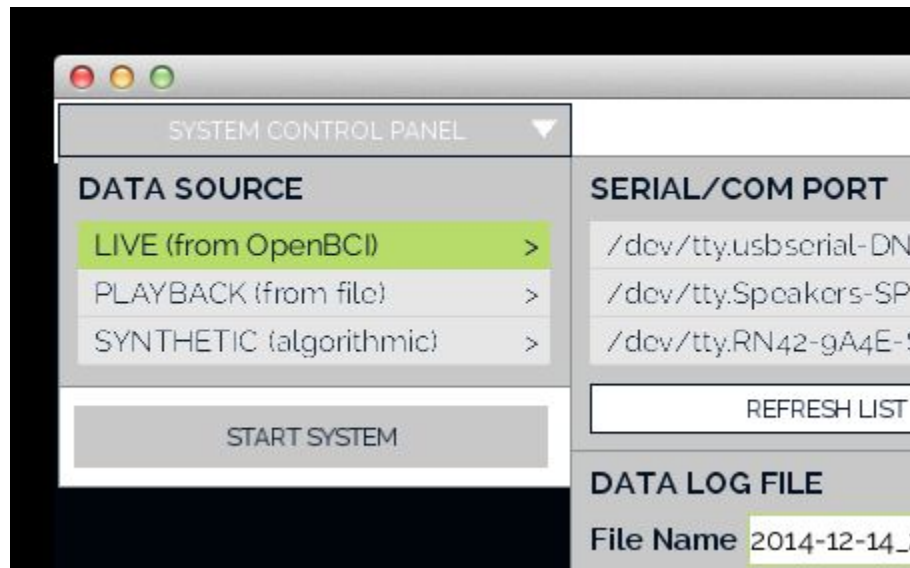 SYSTEM CONTROL PANEL
DATA SOURCE
LIVE (from OpenBCI) >
PLAYBACK (from file) >
SYNTHETIC (algorithmic) >
START SYSTEM
SERIAL/COM PORT
/dev/tty.usbserial-DN
/dev/tty.Speakers-SP
/dev/tty.RN42-9A4E-S
REFRESH LIST
DATA LOG FILE
File Name 2014-12-14_